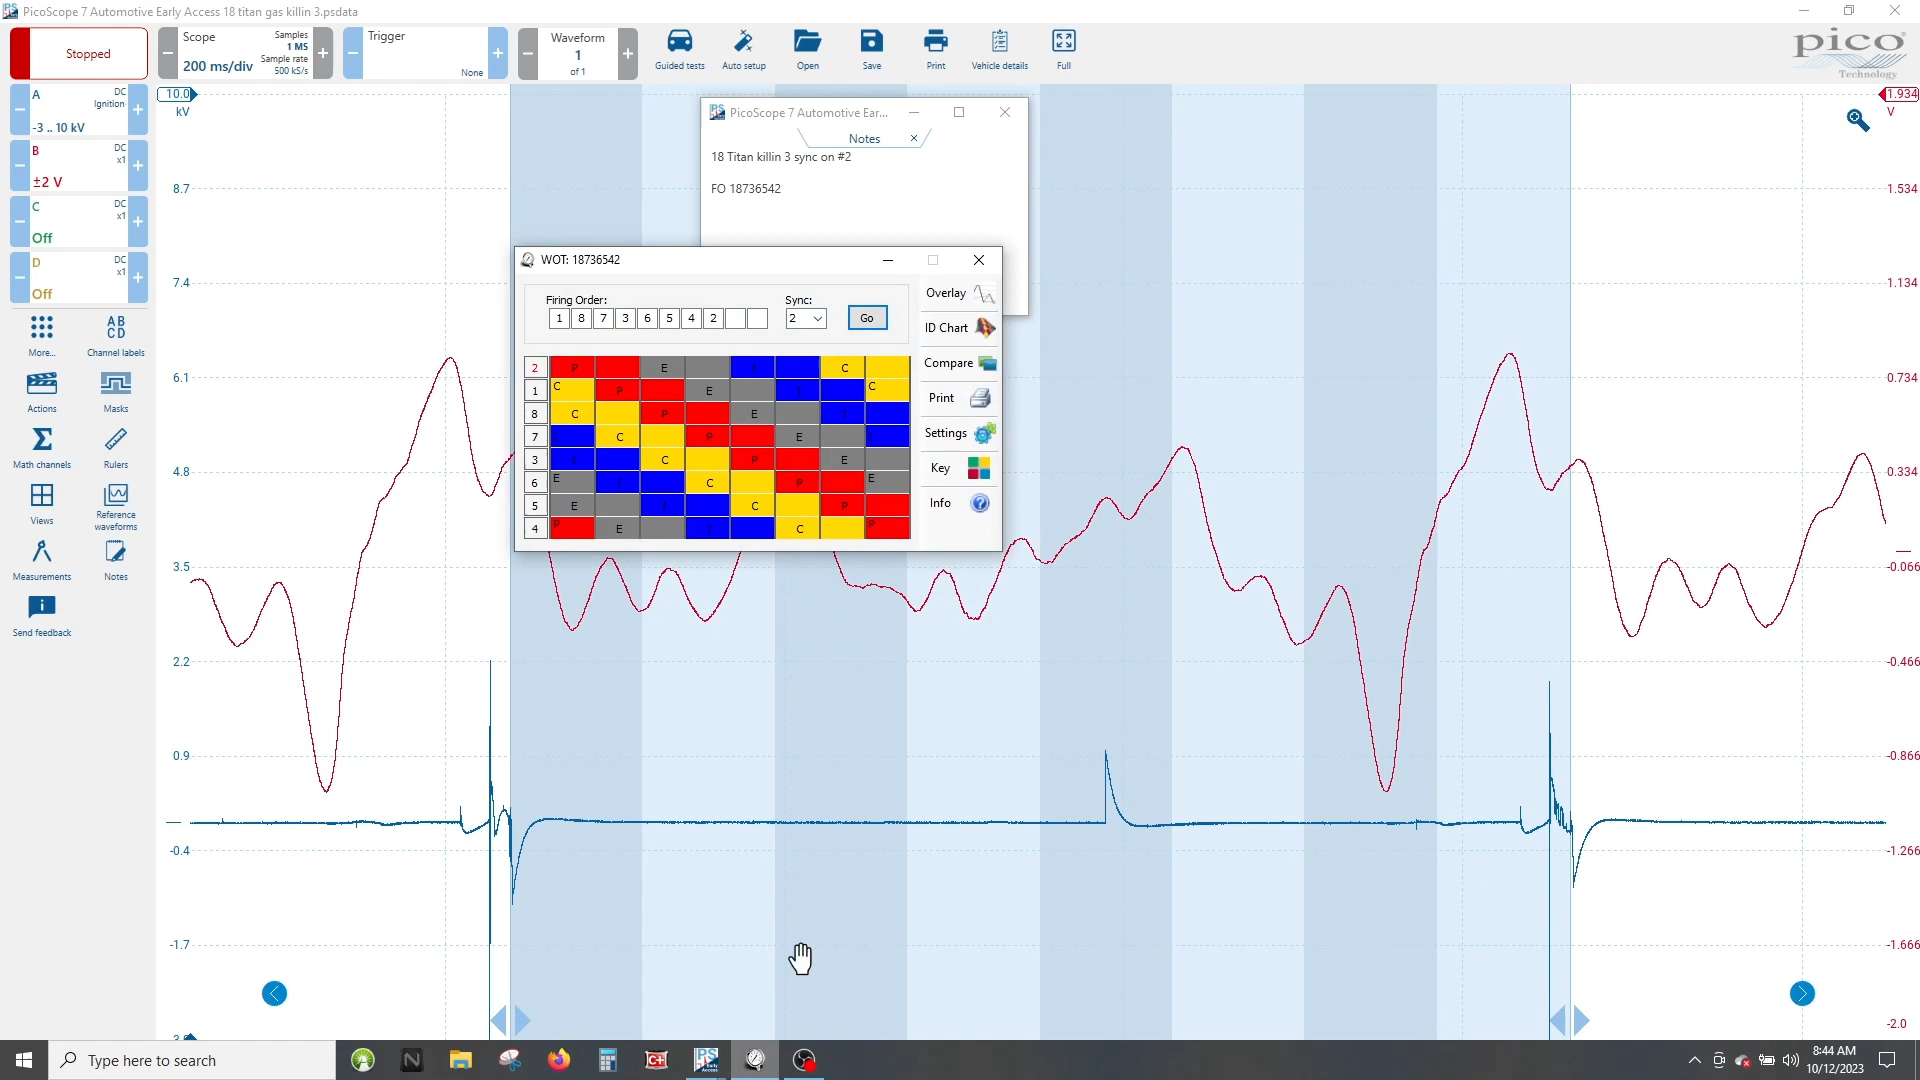 PicoScope 7 Automotive Early Access 18 titan gas killin 3.psdata
Stopped
Scope
200 ms/div
Samples
1 MS
Sample rate
500 kS/s
Trigger
None
Waveform
1
of 1
Guided tests
Auto setup
Open
Save
Print
Vehicle details
Full
pico
Technology
A
DC
Ignition
-3 .. 10 kV
B
DC
x1
±2 V
C
DC
x1
Off
D
DC
x1
Off
More...
Channel labels
Actions
Masks
Math channels
Rulers
Views
Reference
waveforms
Measurements
Notes
Send feedback
10.0
kV
8.7
7.4
6.1
4.8
3.5
2.2
0.9
-0.4
-1.7
1.934
V
1.534
1.134
0.734
0.334
-0.066
-0.466
-0.866
-1.266
-1.666
-2.0
PicoScope 7 Automotive Ear...
Notes
18 Titan killin 3 sync on #2
FO 18736542
WOT: 18736542
Firing Order:
1 8 7 3 6 5 4 2
Sync:
2
Go
2 P E I C
1 C P E I C
8 C P E I
7 C P E
3 I C P E
6 E I C P E
5 E I C P
4 P E I C P
Overlay
ID Chart
Compare
Print
Settings
Key
Info
Type here to search
8:44 AM
10/12/2023